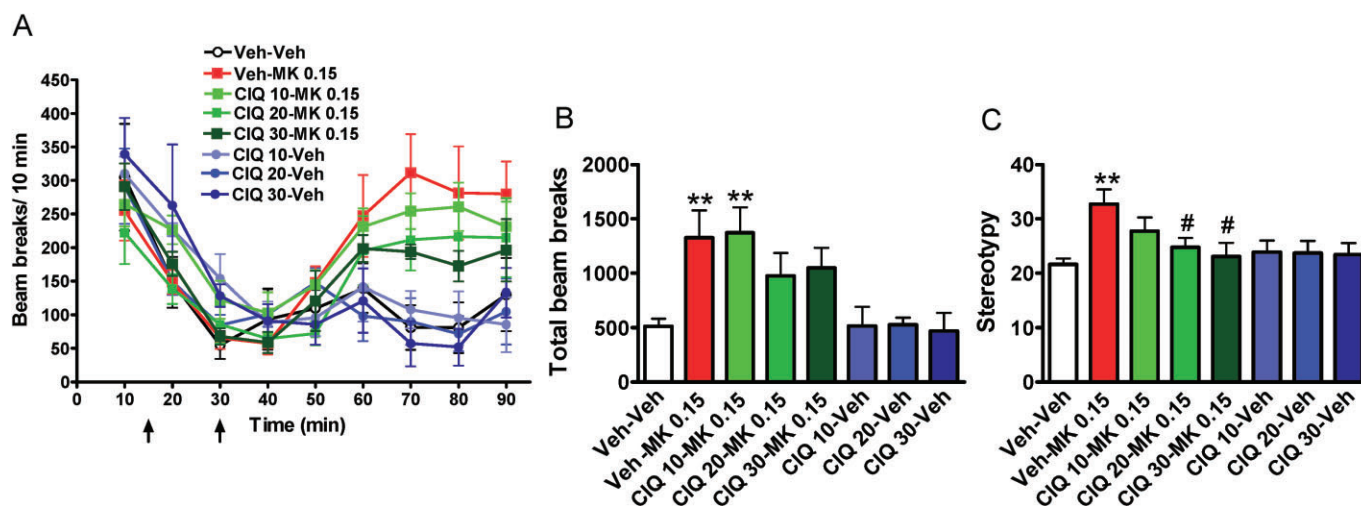 A
Veh-Veh
Veh-MK 0.15
CIQ 10-MK 0.15
CIQ 20-MK 0.15
CIQ 30-MK 0.15
CIQ 10-Veh
CIQ 20-Veh
CIQ 30-Veh
Beam breaks/ 10 min
450
400
350
300
250
200
150
100
50
0
0 10 20 30 40 50 60 70 80 90
Time (min)
B
Total beam breaks
2000
1500
1000
500
0
** **
Veh-Veh
Veh-MK 0.15
CIQ 10-MK 0.15
CIQ 20-MK 0.15
CIQ 30-MK 0.15
CIQ 10-Veh
CIQ 20-Veh
CIQ 30-Veh
C
Stereotypy
40
30
20
10
0
** # #
Veh-Veh
Veh-MK 0.15
CIQ 10-MK 0.15
CIQ 20-MK 0.15
CIQ 30-MK 0.15
CIQ 10-Veh
CIQ 20-Veh
CIQ 30-Veh